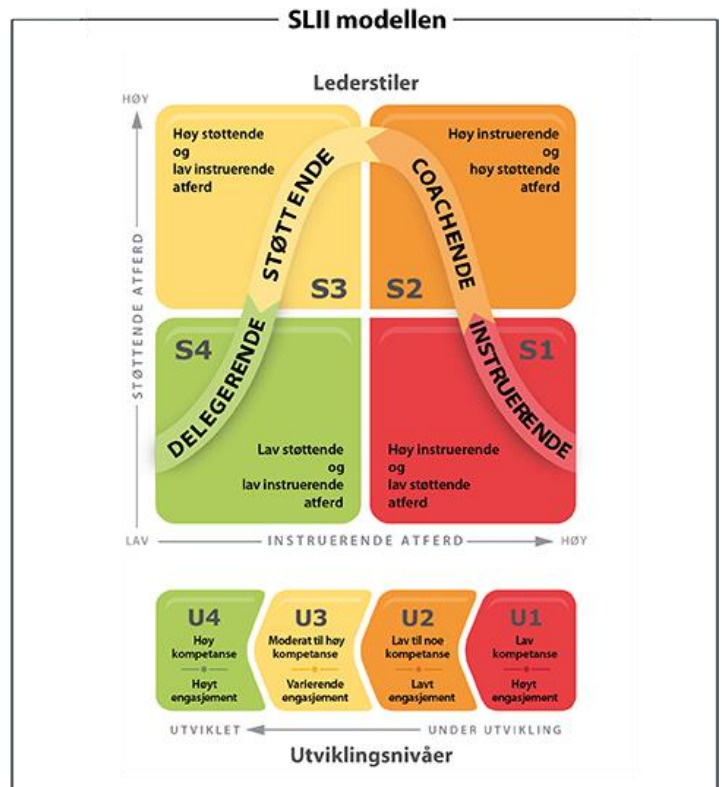 SLII modellen
Lederstiler
HØY
Høy støttende
og
lav instruerende
atferd
Høy instruerende
og
høy støttende
atferd
STØTTENDE
COACHENDE
S3
S2
STØTTENDE ATFERD
S4
S1
DELEGERENDE
INSTRUERENDE
Lav støttende
og
lav instruerende
atferd
Høy instruerende
og
lav støttende
atferd
LAV
INSTRUERENDE ATFERD
HØY
U4
Høy
kompetanse
Høyt
engasjement
U3
Moderat til høy
kompetanse
Varierende
engasjement
U2
Lav til noe
kompetanse
Lavt
engasjement
U1
Lav
kompetanse
Høyt
engasjement
UTVIKLET
UNDER UTVIKLING
Utviklingsnivåer